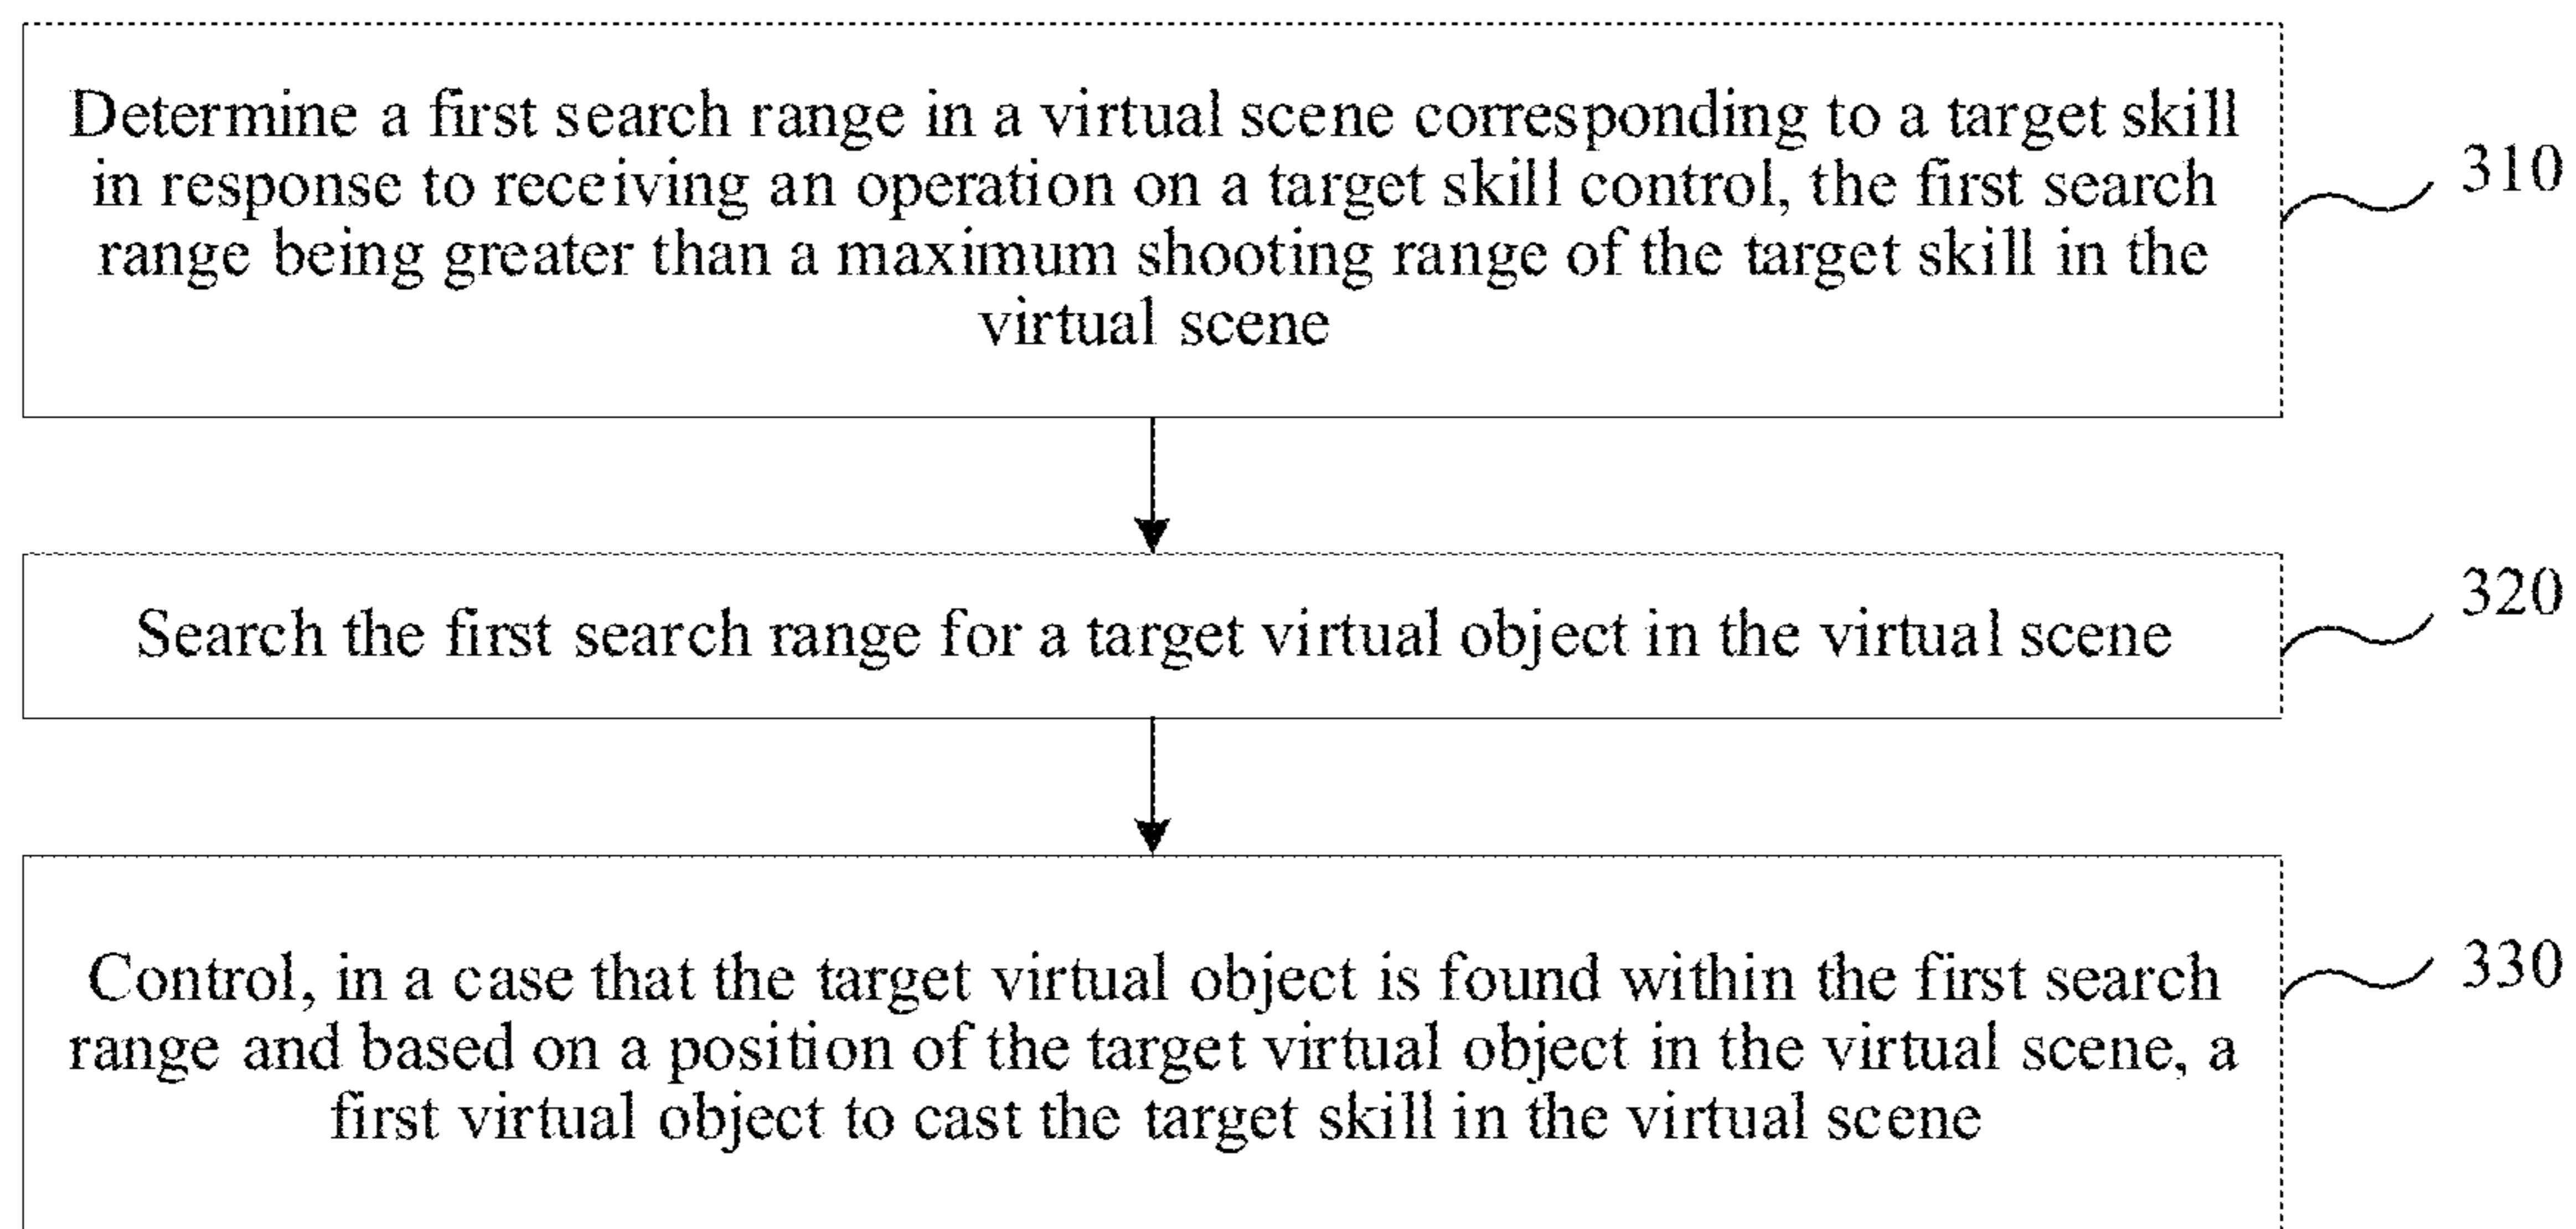 Determine a first search range in a virtual scene corresponding to a target skill
in response to receiving an operation on a target skill control, the first search
range being greater than a maximum shooting range of the target skill in the
virtual scene
310
Search the first search range for a target virtual object in the virtual scene
320
Control, in a case that the target virtual object is found within the first search
range and based on a position of the target virtual object in the virtual scene, a
first virtual object to cast the target skill in the virtual scene
330